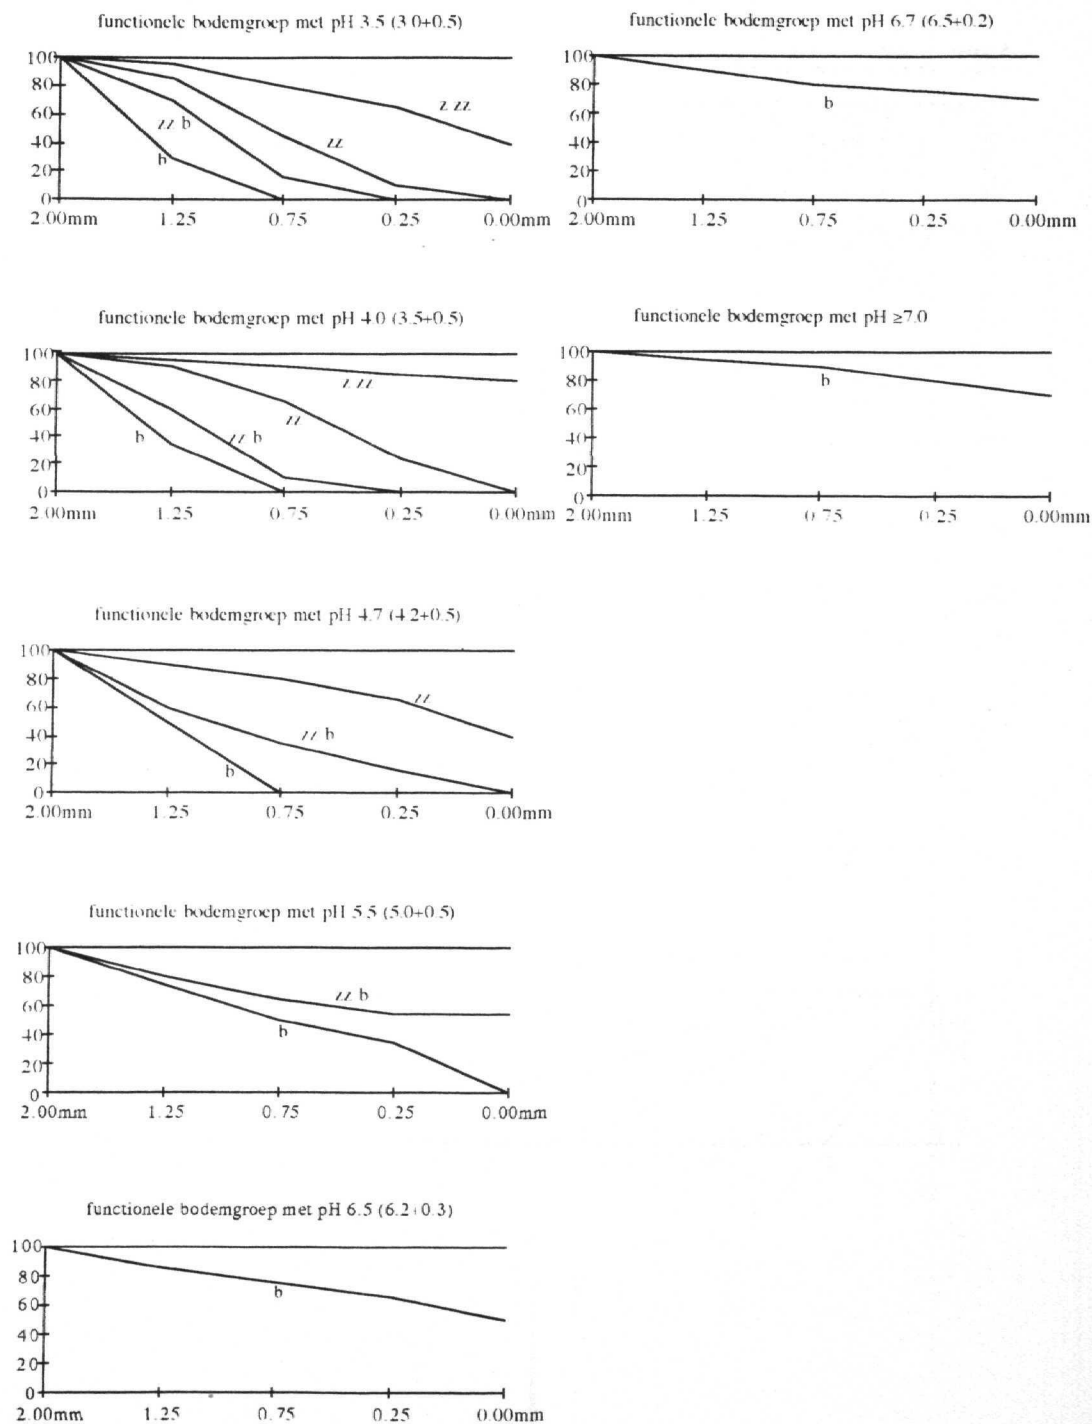 functionele bodemgroep met pH 3.5 (3.0+0.5)
100
80
60
40
20
0
z zz
zz
zz b
b
2.00mm 1.25 0.75 0.25 0.00mm
functionele bodemgroep met pH 6.7 (6.5+0.2)
100
80
60
40
20
0
b
2.00mm 1.25 0.75 0.25 0.00mm
functionele bodemgroep met pH 4.0 (3.5+0.5)
100
80
60
40
20
0
z zz
zz
zz b
b
2.00mm 1.25 0.75 0.25 0.00mm
functionele bodemgroep met pH ≥7.0
100
80
60
40
20
0
b
2.00mm 1.25 0.75 0.25 0.00mm
functionele bodemgroep met pH 4.7 (4.2+0.5)
100
80
60
40
20
0
zz
zz b
b
2.00mm 1.25 0.75 0.25 0.00mm
functionele bodemgroep met pH 5.5 (5.0+0.5)
100
80
60
40
20
0
zz b
b
2.00mm 1.25 0.75 0.25 0.00mm
functionele bodemgroep met pH 6.5 (6.2+0.3)
100
80
60
40
20
0
b
2.00mm 1.25 0.75 0.25 0.00mm